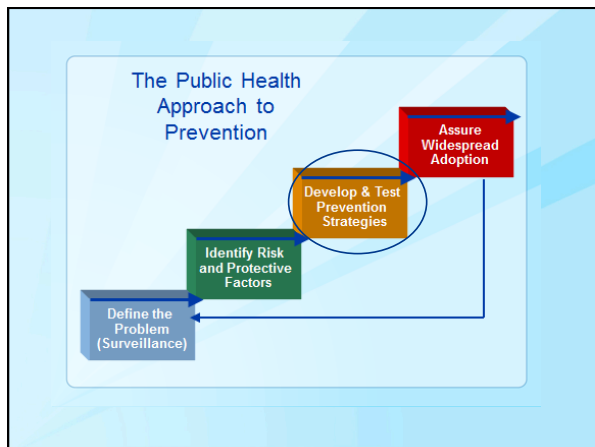 The Public Health
Approach to
Prevention
Assure
Widespread
Adoption
Develop & Test
Prevention
Strategies
Identify Risk
and Protective
Factors
Define the
Problem
(Surveillance)